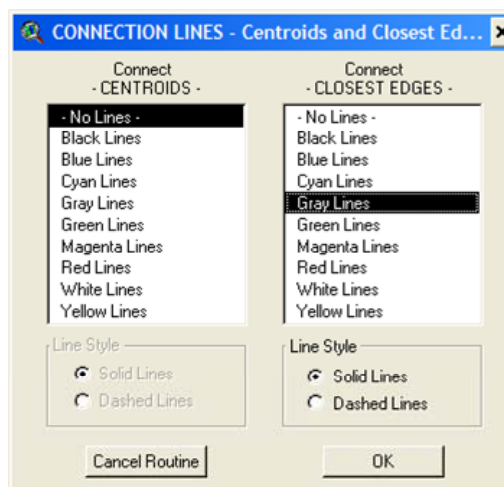 CONNECTION LINES - Centroids and Closest Ed...
Connect
- CENTROIDS -
- No Lines -
Black Lines
Blue Lines
Cyan Lines
Gray Lines
Green Lines
Magenta Lines
Red Lines
White Lines
Yellow Lines
Line Style
Solid Lines
Dashed Lines
Cancel Routine
Connect
- CLOSEST EDGES -
- No Lines -
Black Lines
Blue Lines
Cyan Lines
Gray Lines
Green Lines
Magenta Lines
Red Lines
White Lines
Yellow Lines
Line Style
Solid Lines
Dashed Lines
OK